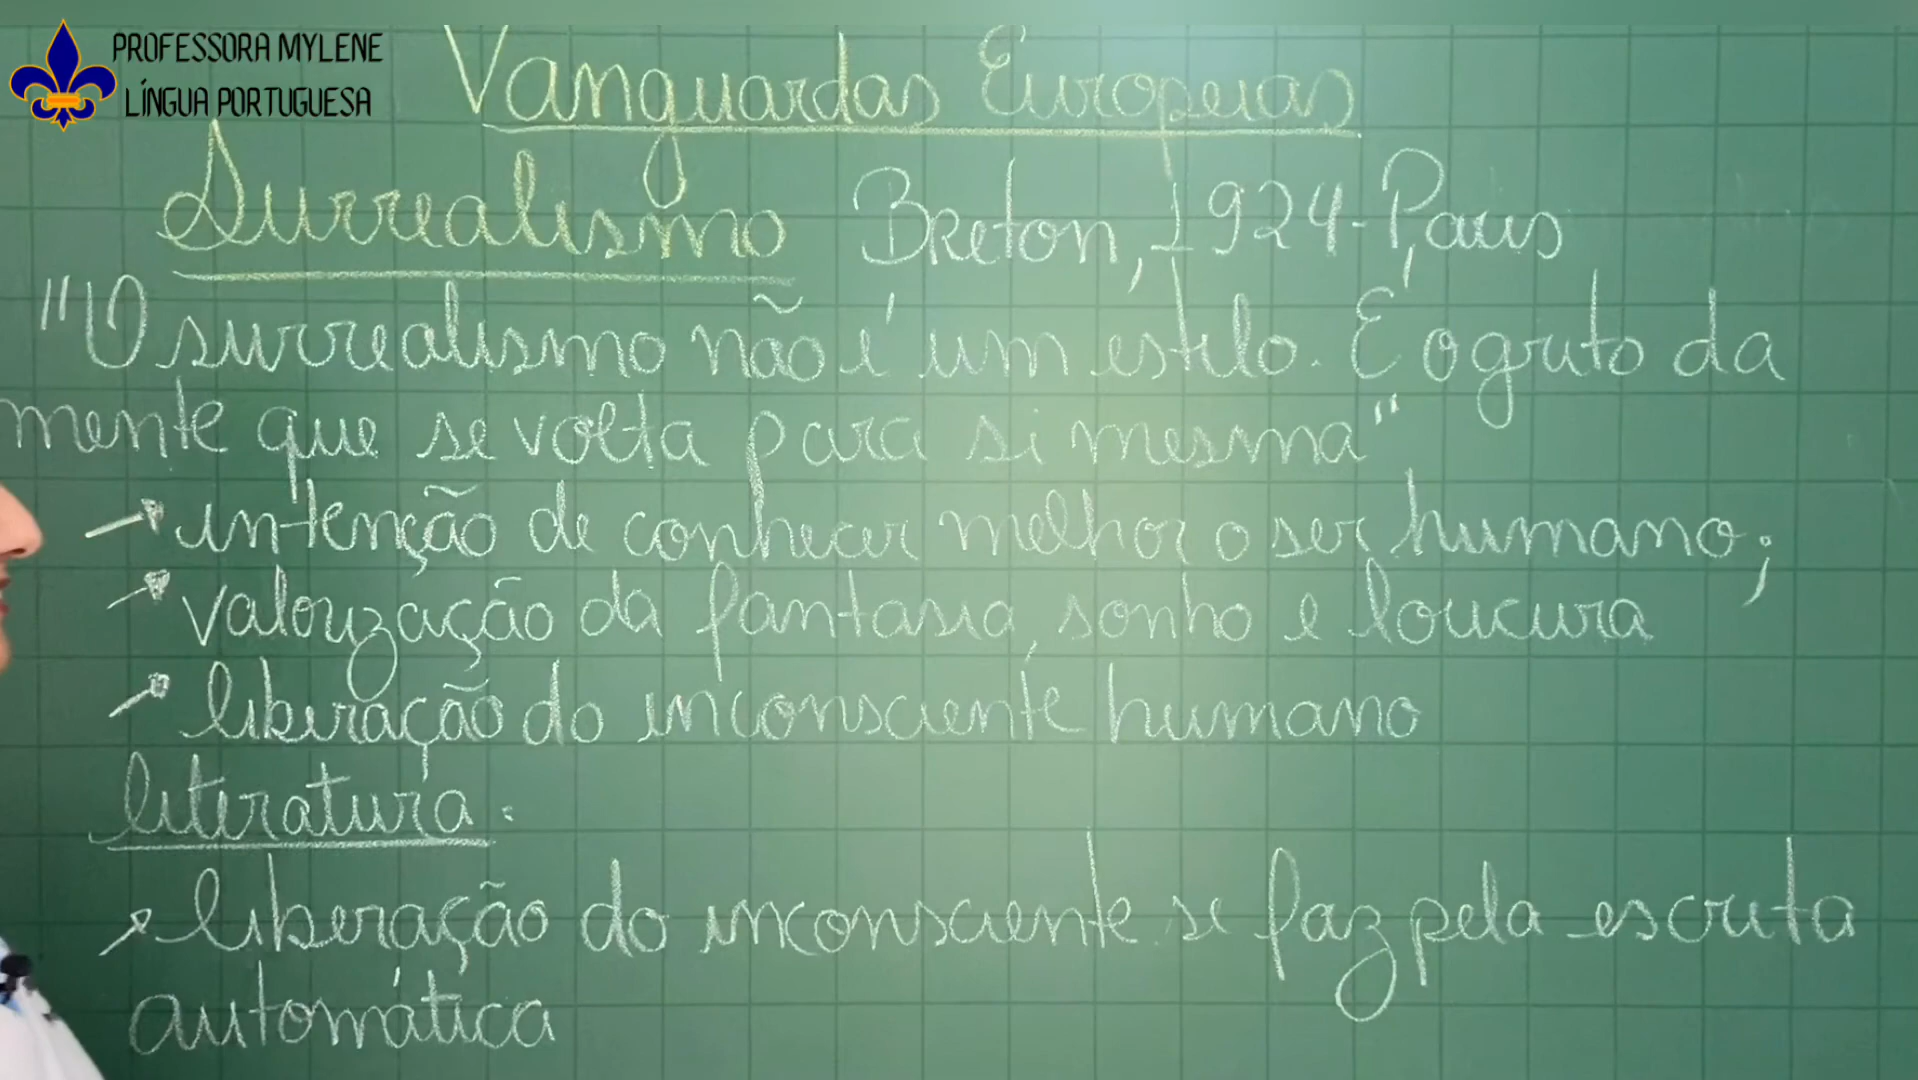 PROFESSORA MYLENE
LÍNGUA PORTUGUESA
Vanguardas Europeias
Surrealismo Breton, 1924-Paris
"O surrealismo não é um estilo. É o grito da
mente que se volta para si mesma"
→ intenção de conhecer melhor o ser humano;
→ valorização da fantasia, sonho e loucura
→ liberação do inconsciente humano
literatura:
→ liberação do inconsciente se faz pela escrita
automática